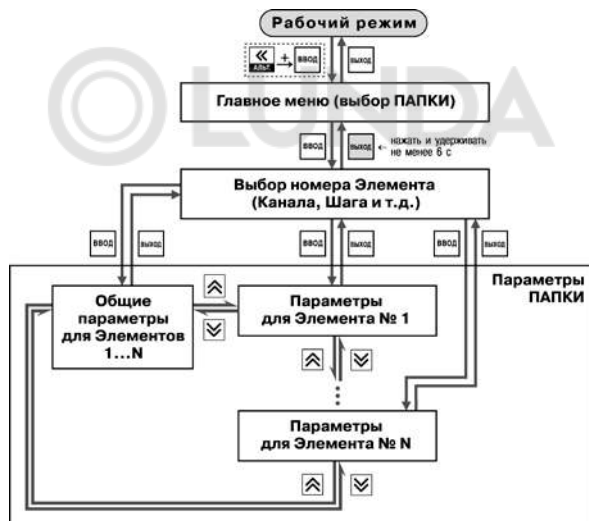 Рабочий режим
АЛЬТ.
+
ВВОД
ВЫХОД
LUNDA
Главное меню (выбор ПАПКИ)
ВВОД
ВЫХОД
нажать и удерживать
не менее 6 с
Выбор номера Элемента
(Канала, Шага и т.д.)
ВВОД
ВЫХОД
ВВОД
ВЫХОД
ВВОД
ВЫХОД
Параметры
ПАПКИ
Общие
параметры
для Элементов
1...N
Параметры
для Элемента № 1
Параметры
для Элемента № N